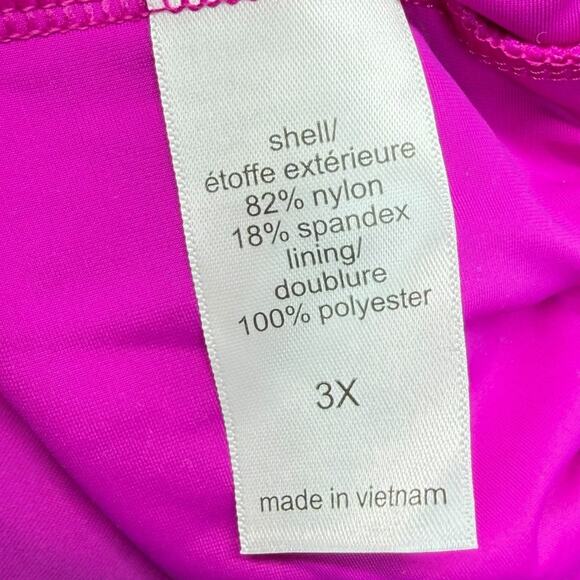 shell/
étoffe extérieure
82% nylon
18% spandex
lining/
doublure
100% polyester
3X
made in vietnam